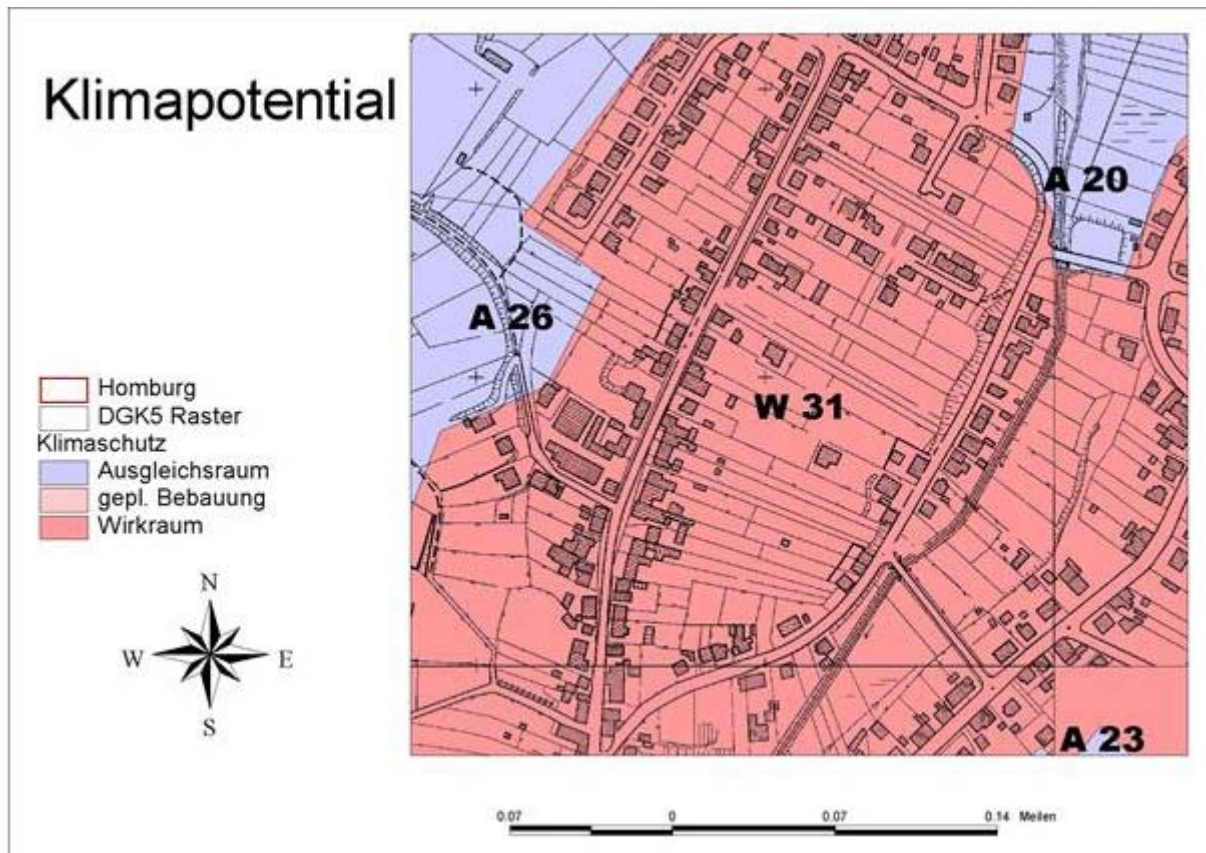 Klimapotential
A 20
A 26
W 31
A 23
Homburg
DGK5 Raster
Klimaschutz
Ausgleichsraum
gepl. Bebauung
Wirkraum
N
W E
S
0.07 0 0.07 0.14 Meilen